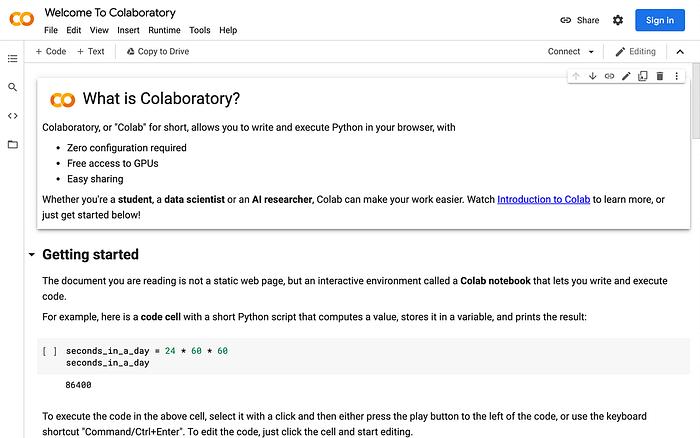 Welcome To Colaboratory
File Edit View Insert Runtime Tools Help
Share
Sign in
+ Code + Text Copy to Drive
Connect
Editing
What is Colaboratory?
Colaboratory, or "Colab" for short, allows you to write and execute Python in your browser, with
• Zero configuration required
• Free access to GPUs
• Easy sharing
Whether you're a student, a data scientist or an AI researcher, Colab can make your work easier. Watch Introduction to Colab to learn more, or
just get started below!
Getting started
The document you are reading is not a static web page, but an interactive environment called a Colab notebook that lets you write and execute
code.
For example, here is a code cell with a short Python script that computes a value, stores it in a variable, and prints the result:
[ ] seconds_in_a_day = 24 * 60 * 60
seconds_in_a_day
86400
To execute the code in the above cell, select it with a click and then either press the play button to the left of the code, or use the keyboard
shortcut "Command/Ctrl+Enter". To edit the code, just click the cell and start editing.